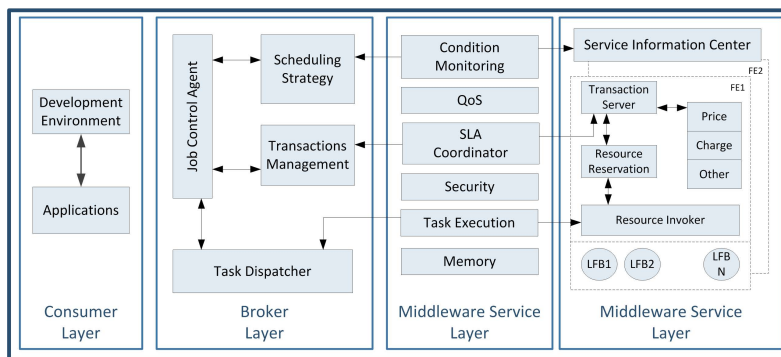 Development
Environment
Applications
Consumer
Layer
Job Control Agent
Scheduling
Strategy
Transactions
Management
Task Dispatcher
Broker
Layer
Condition
Monitoring
QoS
SLA
Coordinator
Security
Task Execution
Memory
Middleware Service
Layer
Service Information Center
FE2
FE1
Transaction
Server
Price
Charge
Other
Resource
Reservation
Resource Invoker
LFB1
LFB2
LFB
N
Middleware Service
Layer